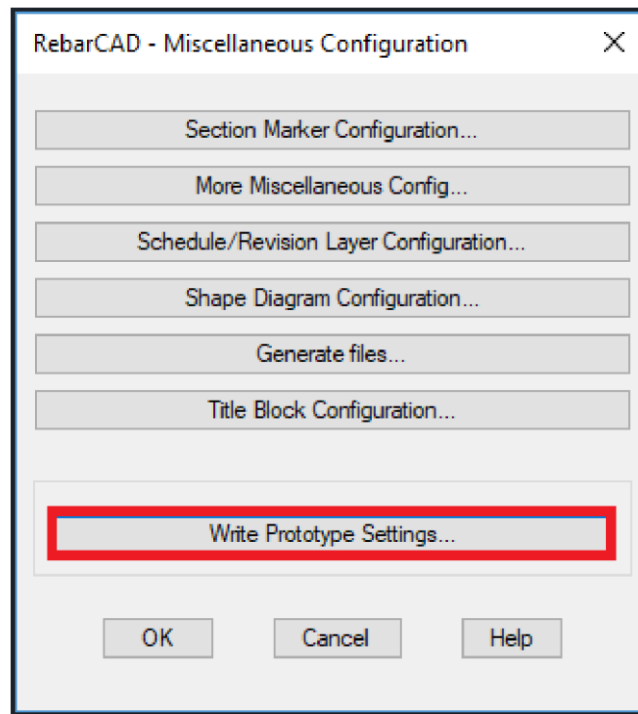 RebarCAD - Miscellaneous Configuration
Section Marker Configuration...
More Miscellaneous Config...
Schedule/Revision Layer Configuration...
Shape Diagram Configuration...
Generate files...
Title Block Configuration...
Write Prototype Settings...
OK Cancel Help